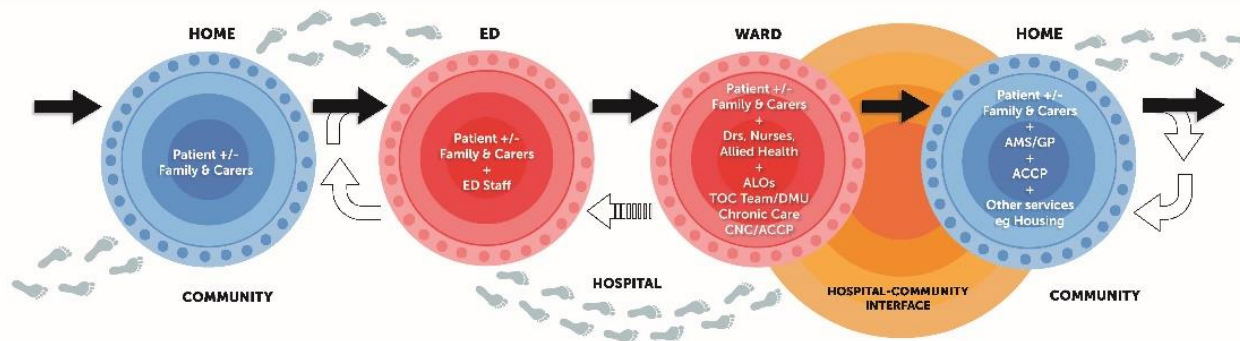 HOME
Patient +/-
Family & Carers
COMMUNITY
ED
Patient +/-
Family & Carers
+
ED Staff
HOSPITAL
WARD
Patient +/-
Family & Carers
+
Drs, Nurses,
Allied Health
+
ALOs
TOC Team/DMU
Chronic Care
CNC/ACCP
HOSPITAL-COMMUNITY
INTERFACE
HOME
Patient +/-
Family & Carers
+
AMS/GP
+
ACCP
+
Other services
eg Housing
COMMUNITY